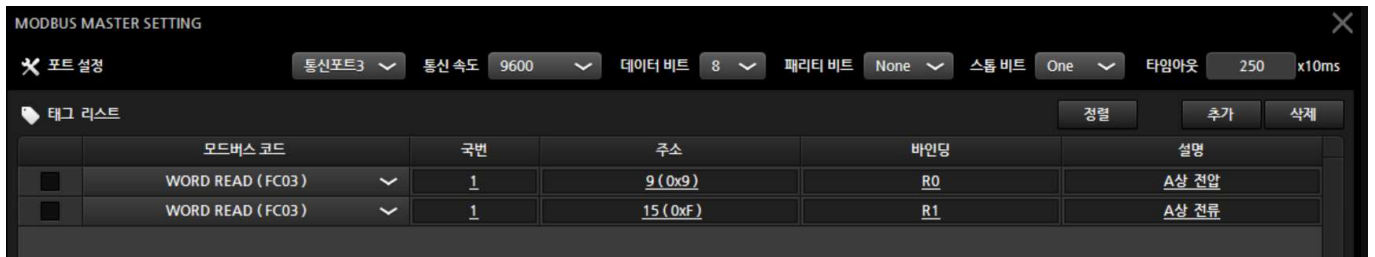 MODBUS MASTER SETTING
포트 설정 통신포트3 통신 속도 9600 데이터 비트 8 패리티 비트 None 스톱 비트 One 타임아웃 250 x10ms
태그 리스트 정렬 추가 삭제
모드버스 코드 국번 주소 바인딩 설명
WORD READ ( FC03 ) 1 9 ( 0x9 ) R0 A상 전압
WORD READ ( FC03 ) 1 15 ( 0xF ) R1 A상 전류